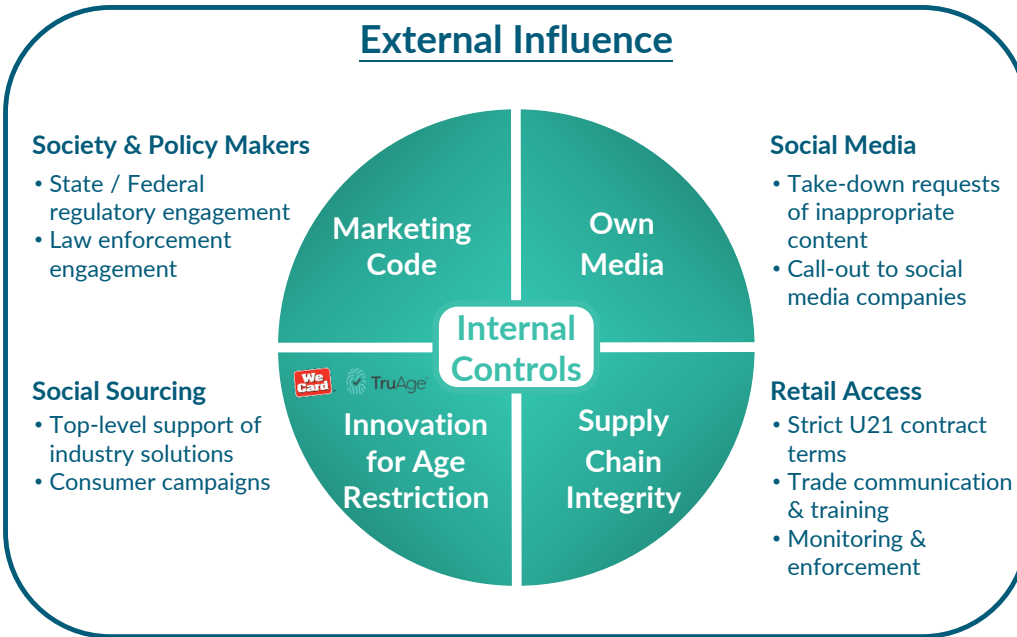 External Influence
Society & Policy Makers
• State / Federal
regulatory engagement
• Law enforcement
engagement
Social Sourcing
• Top-level support of
industry solutions
• Consumer campaigns
Marketing
Code
Own
Media
Internal
Controls
We
Card
TruAge
Innovation
for Age
Restriction
Supply
Chain
Integrity
Social Media
• Take-down requests
of inappropriate
content
• Call-out to social
media companies
Retail Access
• Strict U21 contract
terms
• Trade communication
& training
• Monitoring &
enforcement